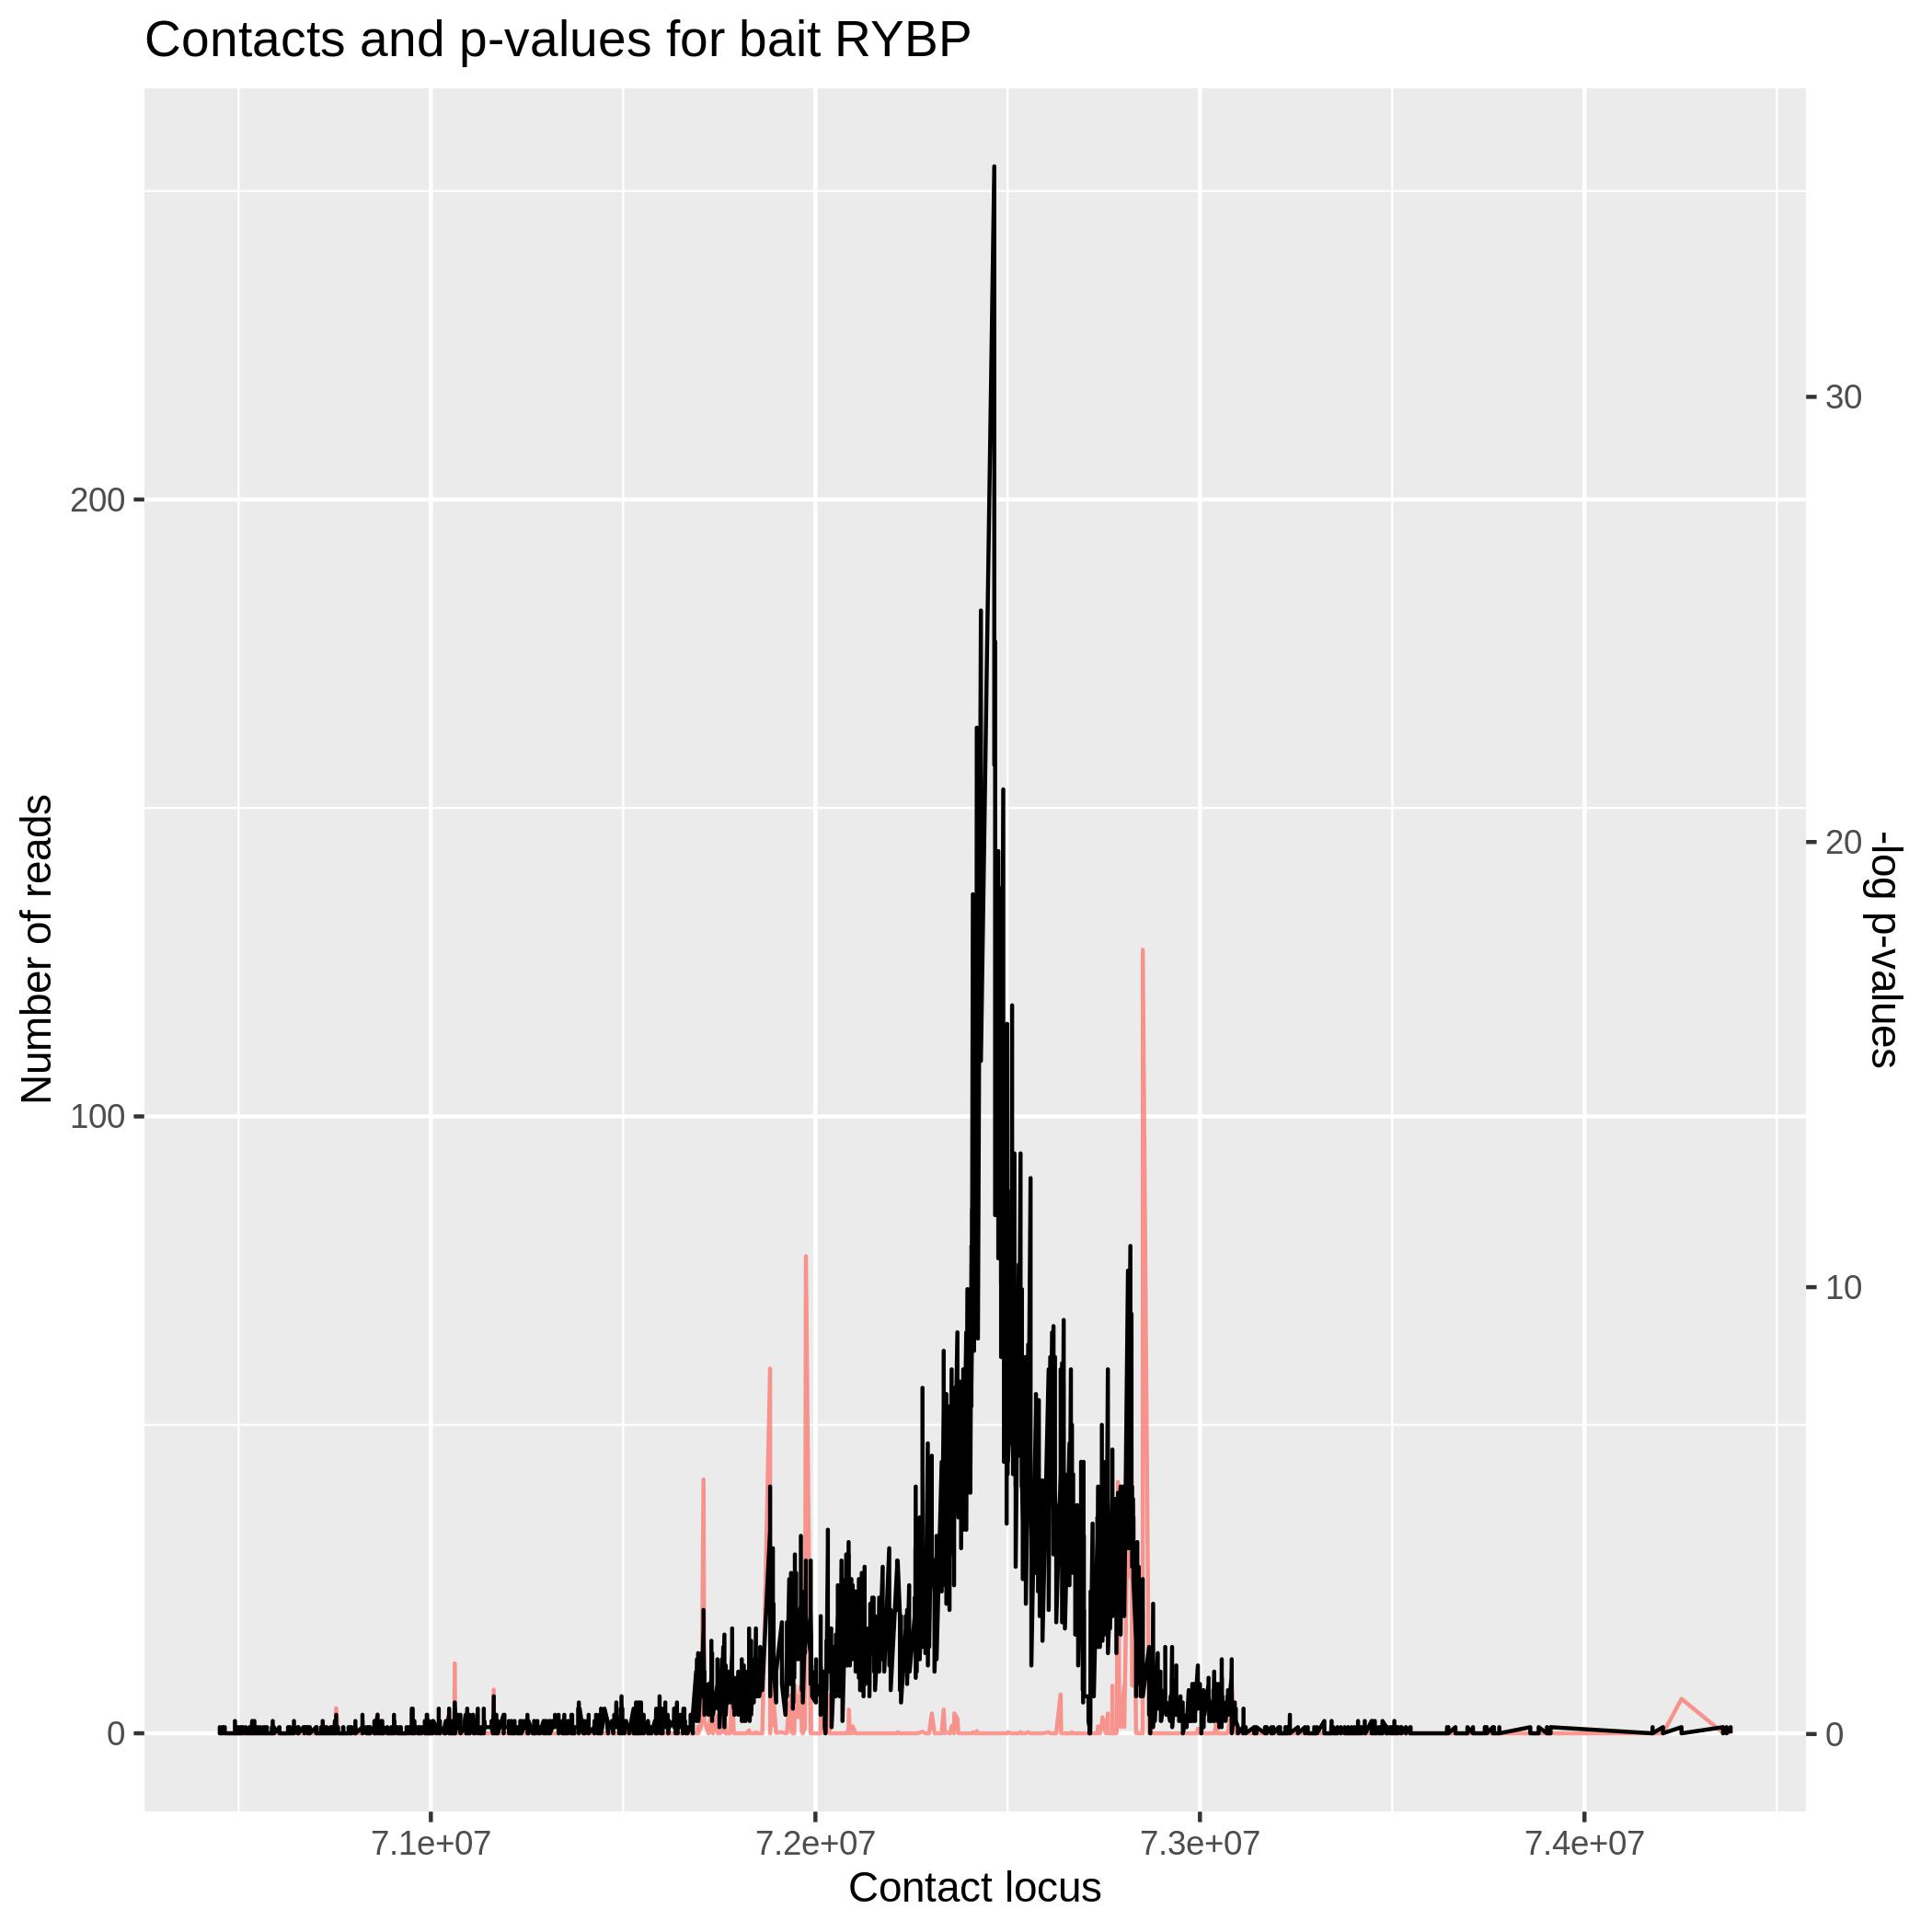 Contacts and p-values for bait RYBP
Number of reads
200
100
0
30
20
10
0
-log p-values
7.1e+07
7.2e+07
7.3e+07
7.4e+07
Contact locus